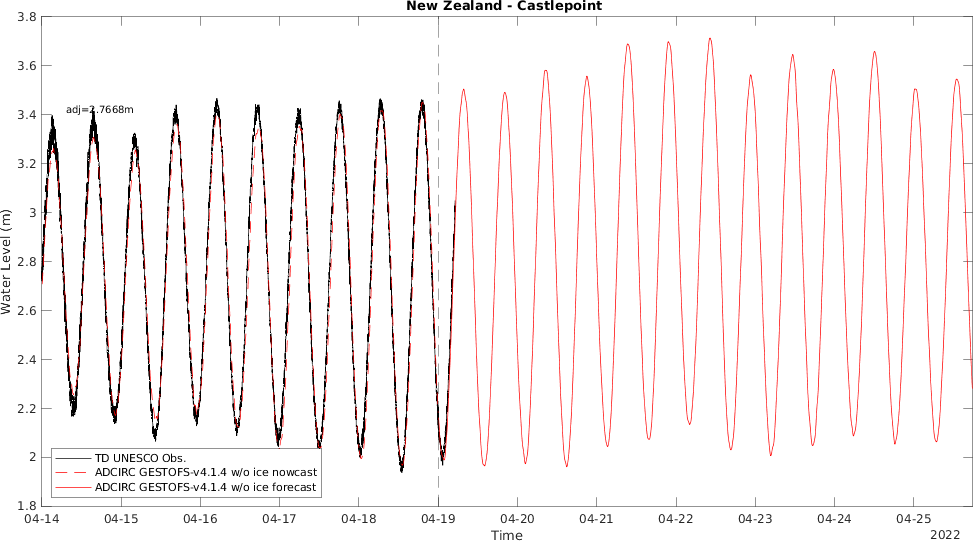 New Zealand - Castlepoint
Water Level (m)
3.8
3.6
3.4
3.2
3
2.8
2.6
2.4
2.2
2
1.8
adj=2.7668m
TD UNESCO Obs.
ADCIRC GESTOFS-v4.1.4 w/o ice nowcast
ADCIRC GESTOFS-v4.1.4 w/o ice forecast
04-14 04-15 04-16 04-17 04-18 04-19 04-20 04-21 04-22 04-23 04-24 04-25
Time
2022